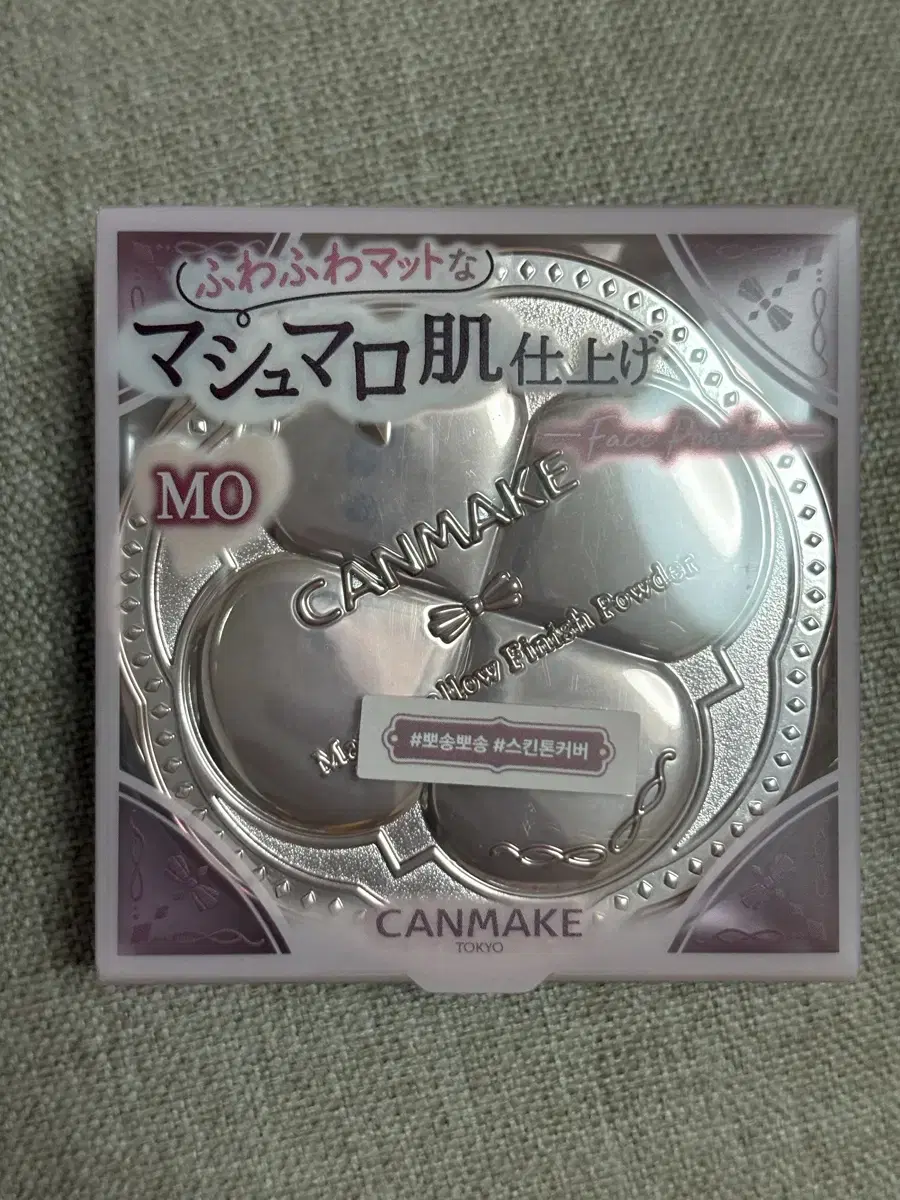 ふわふわマットな
マシュマロ肌仕上げ
Face Powder
MO
CANMAKE
Finish Powder
#뽀송뽀송 #스킨톤커버
CANMAKE
TOKYO